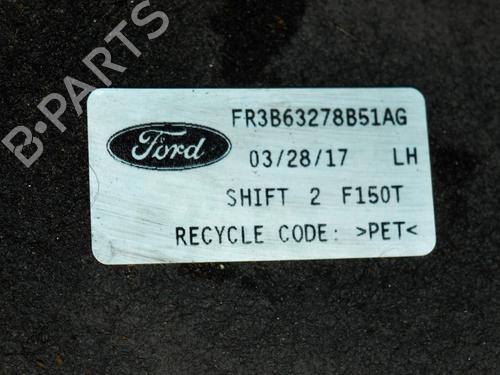 B-PARTS
FR3B63278B51AG
Ford
03/28/17 LH
SHIFT 2 F150T
RECYCLE CODE: >PET<